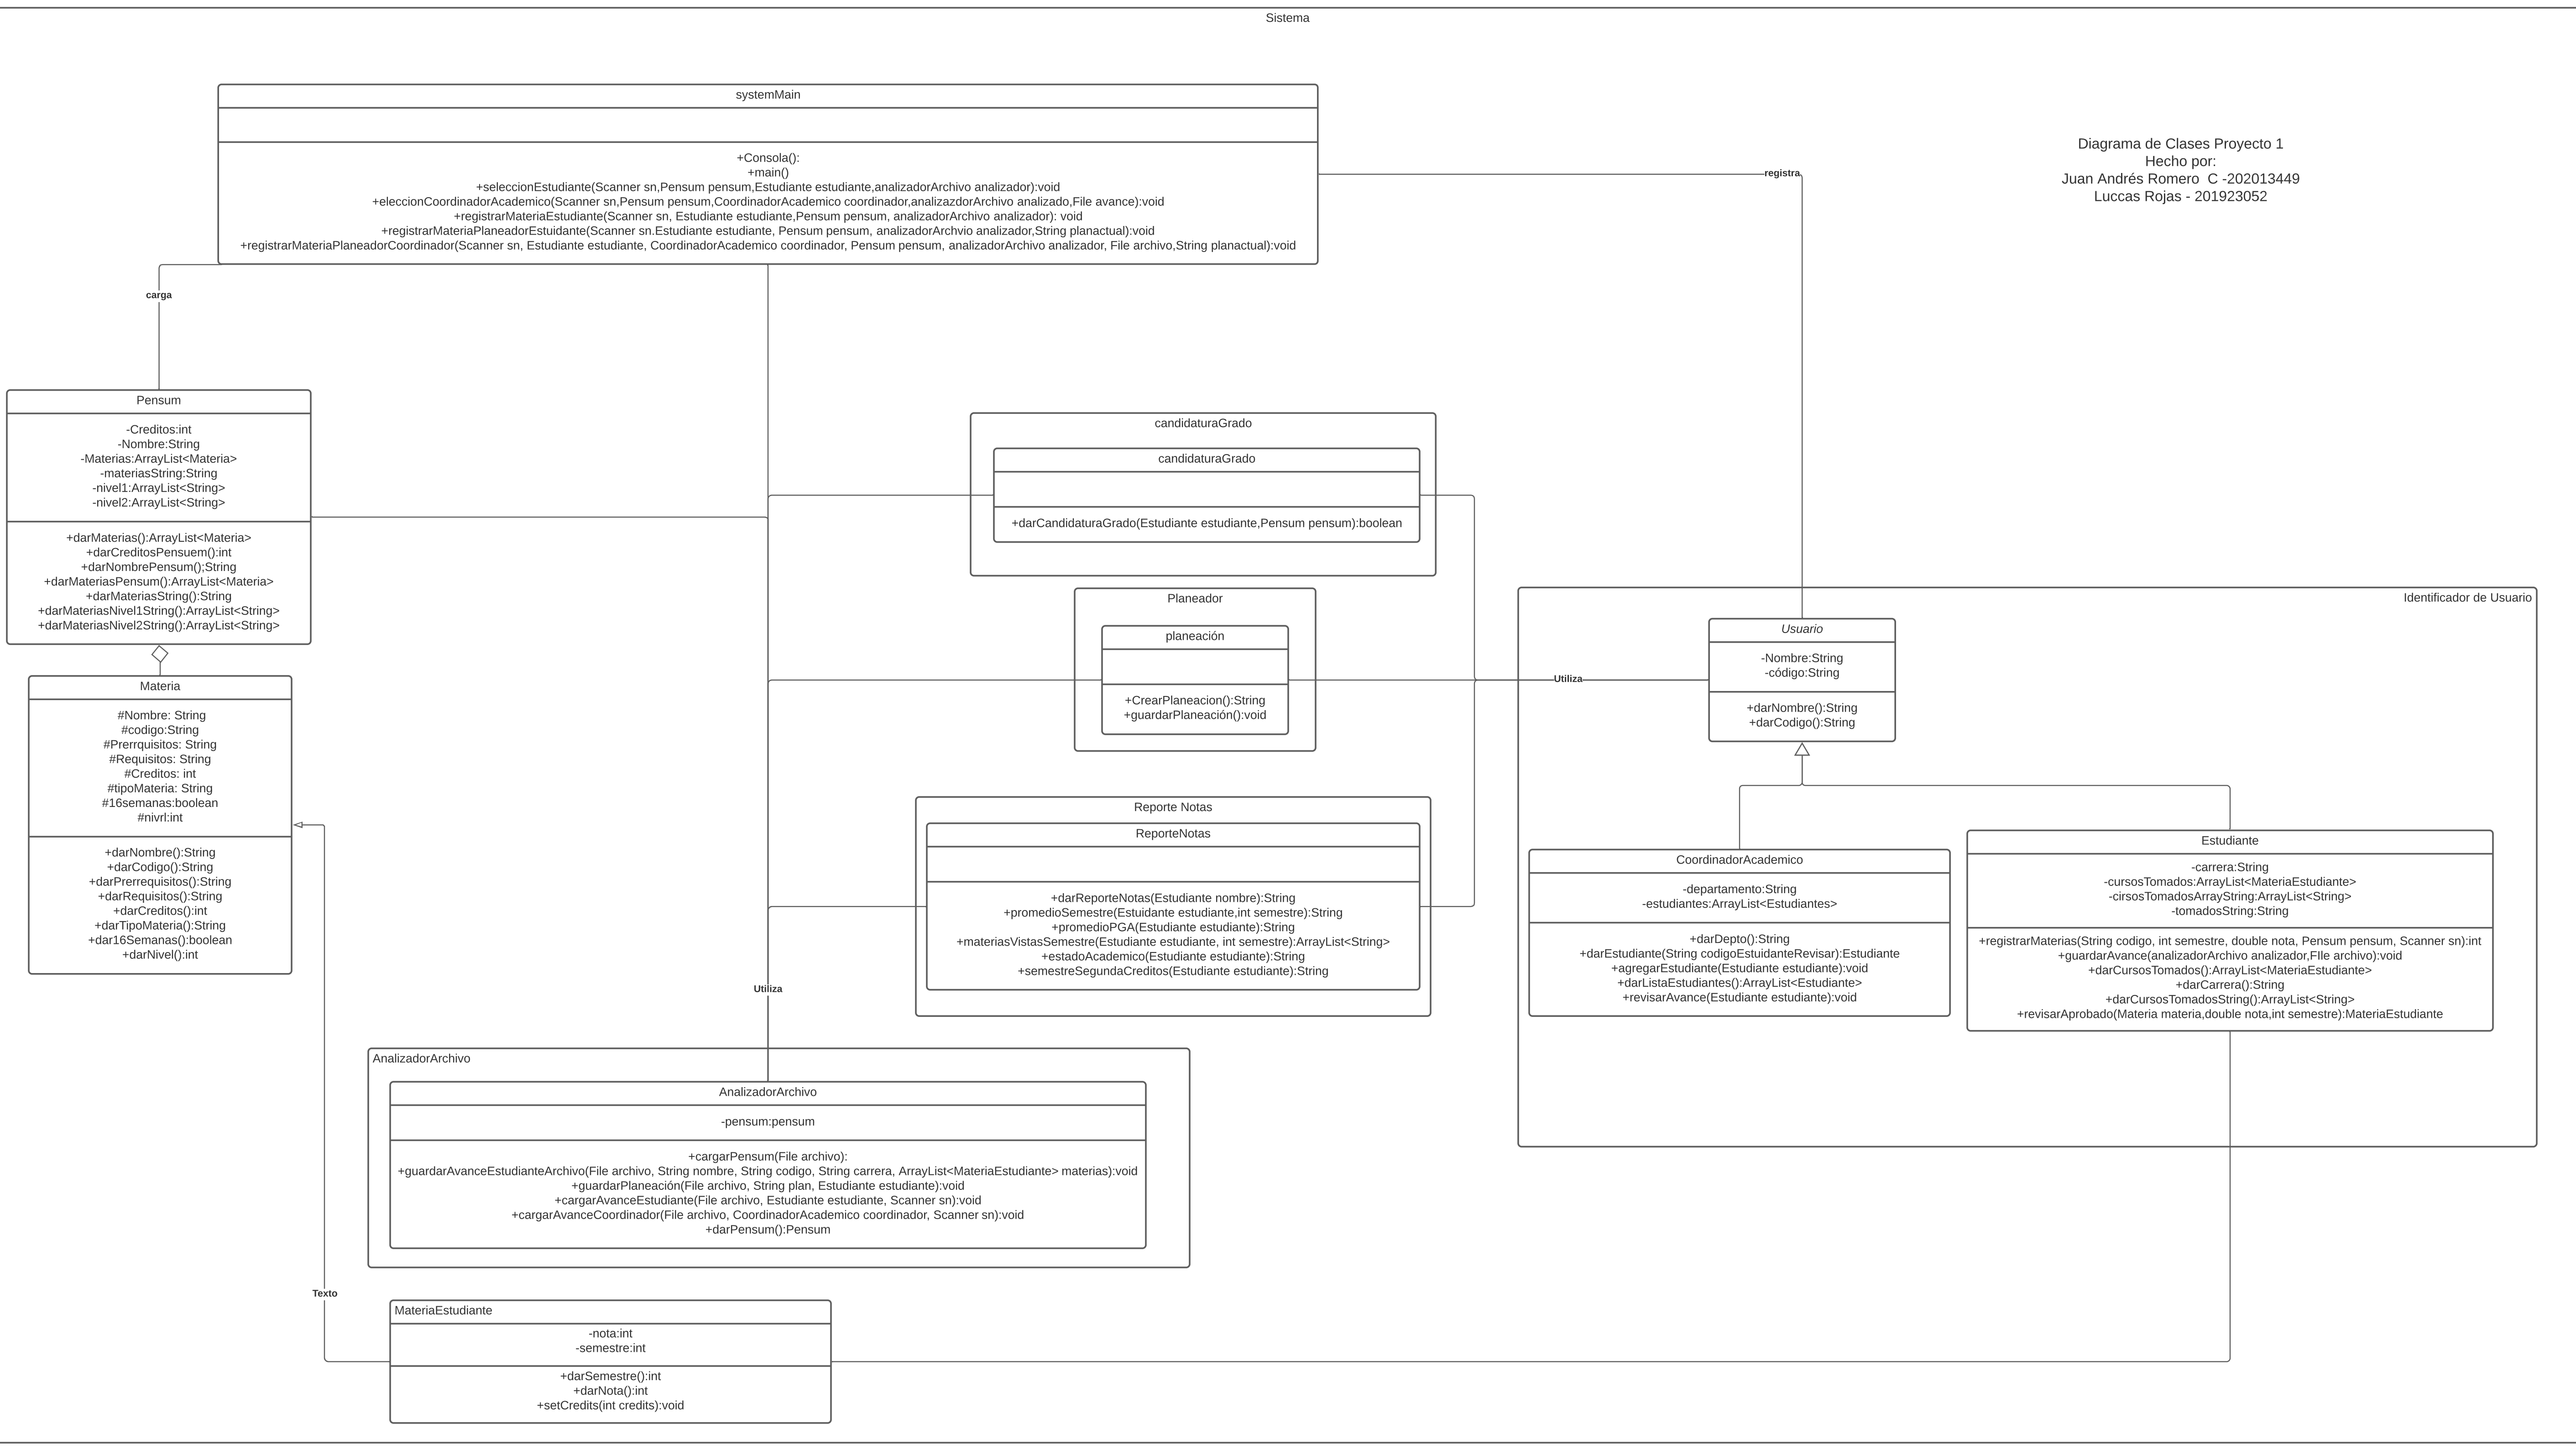 Sistema
systemMain
+Consola():
+main()
+seleccionEstudiante(Scanner sn,Pensum pensum,Estudiante estudiante,analizadorArchivo analizador):void
+eleccionCoordinadorAcademico(Scanner sn,Pensum pensum,CoordinadorAcademico coordinador,analizazdorArchivo analizado,File avance):void
+registrarMateriaEstudiante(Scanner sn, Estudiante estudiante,Pensum pensum, analizadorArchivo analizador): void
+registrarMateriaPlaneadorEstuidante(Scanner sn.Estudiante estudiante, Pensum pensum, analizadorArchvio analizador,String planactual):void
+registrarMateriaPlaneadorCoordinador(Scanner sn, Estudiante estudiante, CoordinadorAcademico coordinador, Pensum pensum, analizadorArchivo analizador, File archivo,String planactual):void
Diagrama de Clases Proyecto 1
Hecho por:
Juan Andrés Romero  C -202013449
Luccas Rojas - 201923052
registra
carga
Pensum
-Creditos:int
-Nombre:String
-Materias:ArrayList<Materia>
-materiasString:String
-nivel1:ArrayList<String>
-nivel2:ArrayList<String>
+darMaterias():ArrayList<Materia>
+darCreditosPensuem():int
+darNombrePensum();String
+darMateriasPensum():ArrayList<Materia>
+darMateriasString():String
+darMateriasNivel1String():ArrayList<String>
+darMateriasNivel2String():ArrayList<String>
Materia
#Nombre: String
#codigo:String
#Prerrquisitos: String
#Requisitos: String
#Creditos: int
#tipoMateria: String
#16semanas:boolean
#nivrl:int
+darNombre():String
+darCodigo():String
+darPrerrequisitos():String
+darRequisitos():String
+darCreditos():int
+darTipoMateria():String
+dar16Semanas():boolean
+darNivel():int
candidaturaGrado
candidaturaGrado
+darCandidaturaGrado(Estudiante estudiante,Pensum pensum):boolean
Planeador
planeación
+CrearPlaneacion():String
+guardarPlaneación():void
Reporte Notas
ReporteNotas
+darReporteNotas(Estudiante nombre):String
+promedioSemestre(Estuidante estudiante,int semestre):String
+promedioPGA(Estudiante estudiante):String
+materiasVistasSemestre(Estudiante estudiante, int semestre):ArrayList<String>
+estadoAcademico(Estudiante estudiante):String
+semestreSegundaCreditos(Estudiante estudiante):String
Utiliza
Utiliza
Identificador de Usuario
Usuario
-Nombre:String
-código:String
+darNombre():String
+darCodigo():String
CoordinadorAcademico
-departamento:String
-estudiantes:ArrayList<Estudiantes>
+darDepto():String
+darEstudiante(String codigoEstuidanteRevisar):Estudiante
+agregarEstudiante(Estudiante estudiante):void
+darListaEstudiantes():ArrayList<Estudiante>
+revisarAvance(Estudiante estudiante):void
Estudiante
-carrera:String
-cursosTomados:ArrayList<MateriaEstudiante>
-cirsosTomadosArrayString:ArrayList<String>
-tomadosString:String
+registrarMaterias(String codigo, int semestre, double nota, Pensum pensum, Scanner sn):int
+guardarAvance(analizadorArchivo analizador,FIle archivo):void
+darCursosTomados():ArrayList<MateriaEstudiante>
+darCarrera():String
+darCursosTomadosString():ArrayList<String>
+revisarAprobado(Materia materia,double nota,int semestre):MateriaEstudiante
AnalizadorArchivo
AnalizadorArchivo
-pensum:pensum
+cargarPensum(File archivo):
+guardarAvanceEstudianteArchivo(File archivo, String nombre, String codigo, String carrera, ArrayList<MateriaEstudiante> materias):void
+guardarPlaneación(File archivo, String plan, Estudiante estudiante):void
+cargarAvanceEstudiante(File archivo, Estudiante estudiante, Scanner sn):void
+cargarAvanceCoordinador(File archivo, CoordinadorAcademico coordinador, Scanner sn):void
+darPensum():Pensum
Texto
MateriaEstudiante
-nota:int
-semestre:int
+darSemestre():int
+darNota():int
+setCredits(int credits):void